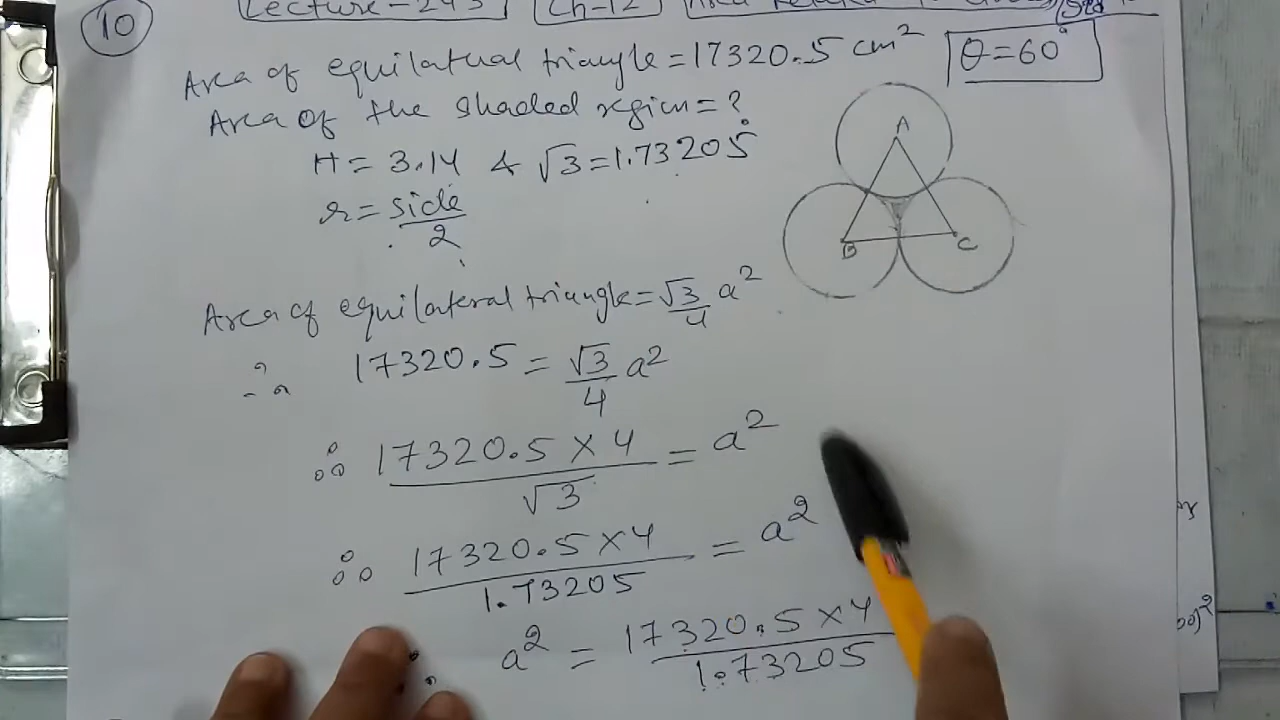 10
Lecture-243 Ch-12
Area of equilateral triangle=17320.5 cm²
θ=60°
Area of the shaded region=?
π=3.14 & √3=1.73205
r=side/2
A
B
C
Area of equilateral triangle=√3/4 a²
∴ 17320.5=√3/4 a²
∴ 17320.5×4/√3=a²
∴ 17320.5×4/1.73205=a²
a²=17320.5×4/1.73205